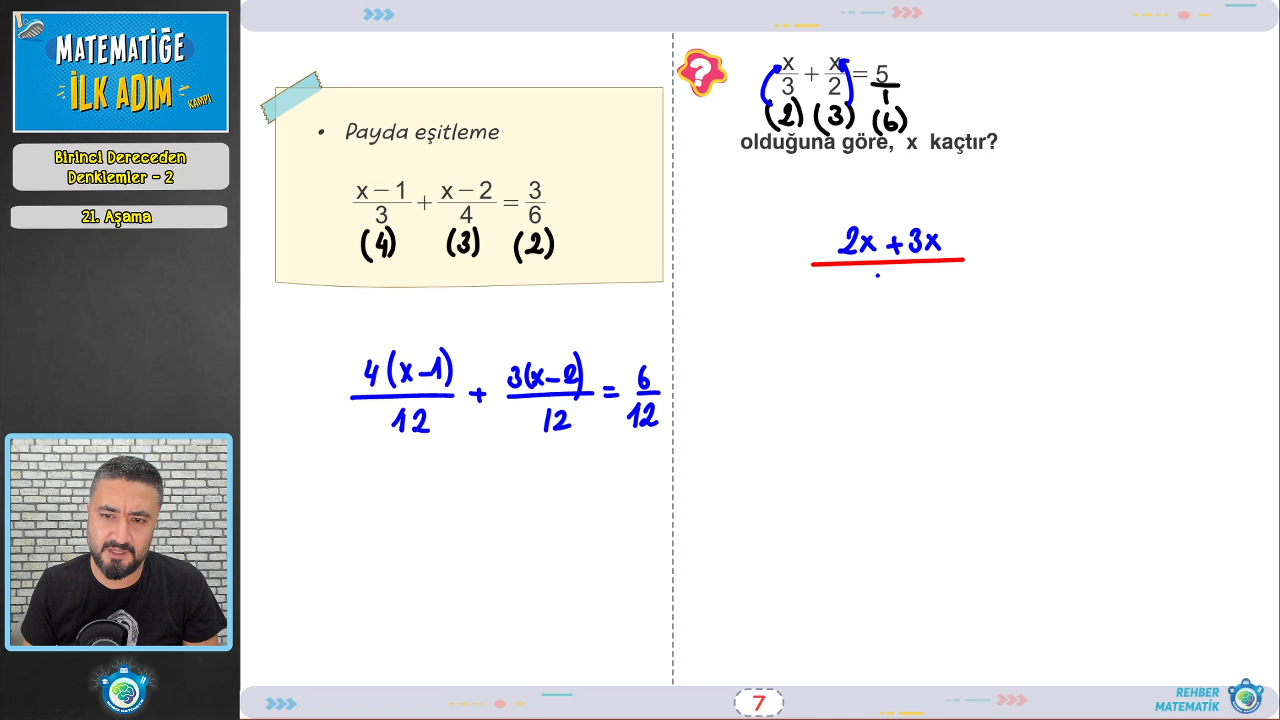 MATEMATİĞE
İLK ADIM
KAMPI
Birinci Dereceden
Denklemler - 2
21. Aşama
• Payda eşitleme
x − 1 / 3 + x − 2 / 4 = 3 / 6
(4) (3) (2)
4(x−1) / 12 + 3(x−2) / 12 = 6 / 12
?
x / 3 + x / 2 = 5 / 1
(2) (3) (6)
olduğuna göre, x kaçtır?
2x + 3x
7
REHBER
MATEMATİK